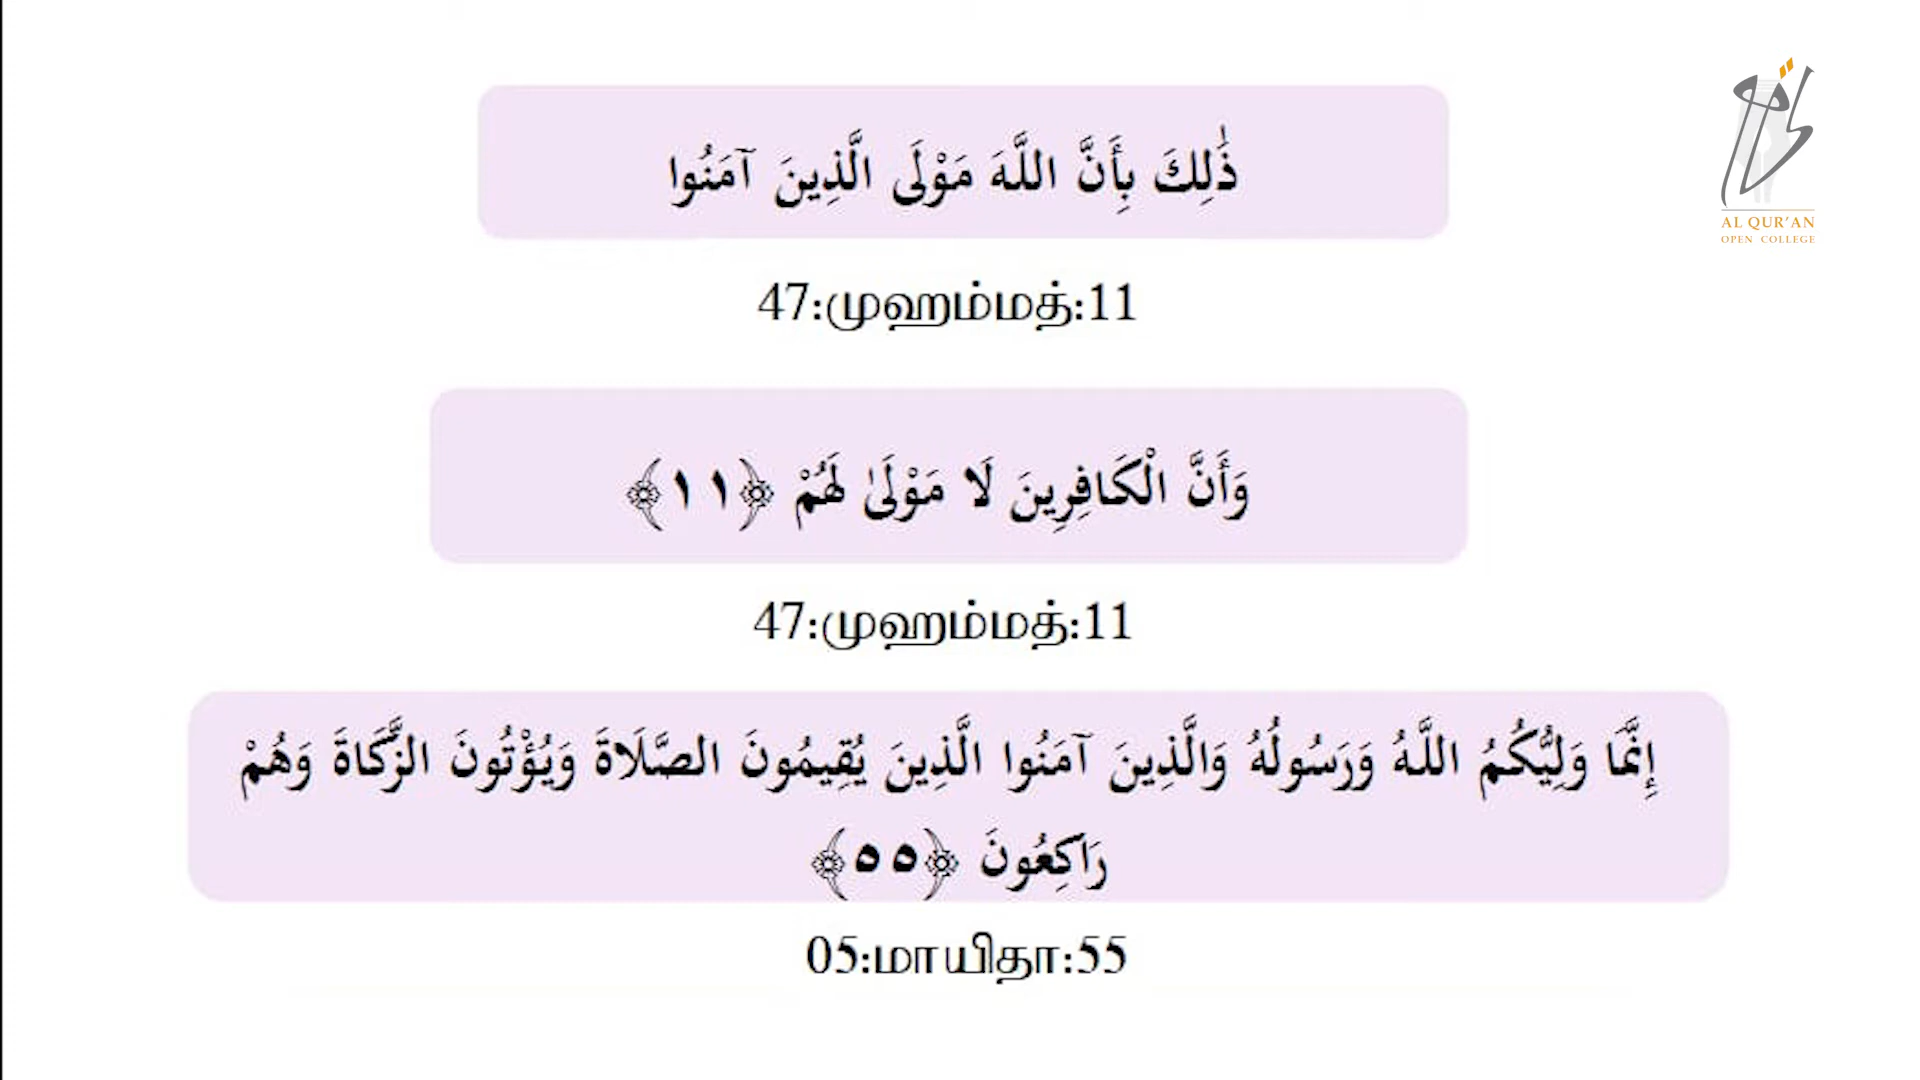 ذَٰلِكَ بِأَنَّ اللَّهَ مَوْلَى الَّذِينَ آمَنُوا
47:முஹம்மத்:11
وَأَنَّ الْكَافِرِينَ لَا مَوْلَىٰ لَهُمْ ﴿١١﴾
47:முஹம்மத்:11
إِنَّمَا وَلِيُّكُمُ اللَّهُ وَرَسُولُهُ وَالَّذِينَ آمَنُوا الَّذِينَ يُقِيمُونَ الصَّلَاةَ وَيُؤْتُونَ الزَّكَاةَ وَهُمْ
رَاكِعُونَ ﴿٥٥﴾
05:மாயிதா:55
AL QUR'AN
OPEN COLLEGE